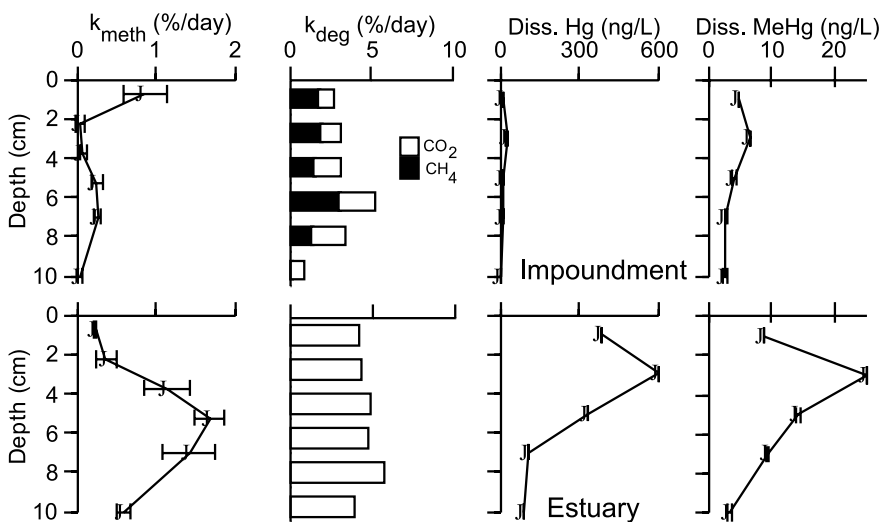 k_meth (%/day) k_deg (%/day) Diss. Hg (ng/L) Diss. MeHg (ng/L)
0 1 2 0 5 10 0 300 600 0 10 20
Depth (cm)
0
2
4
6
8
10
CO2
CH4
Impoundment
Depth (cm)
0
2
4
6
8
10
Estuary
J J J J J J
J J J J J
J J J J J
J J J J J J
J J J J J
J J J J J